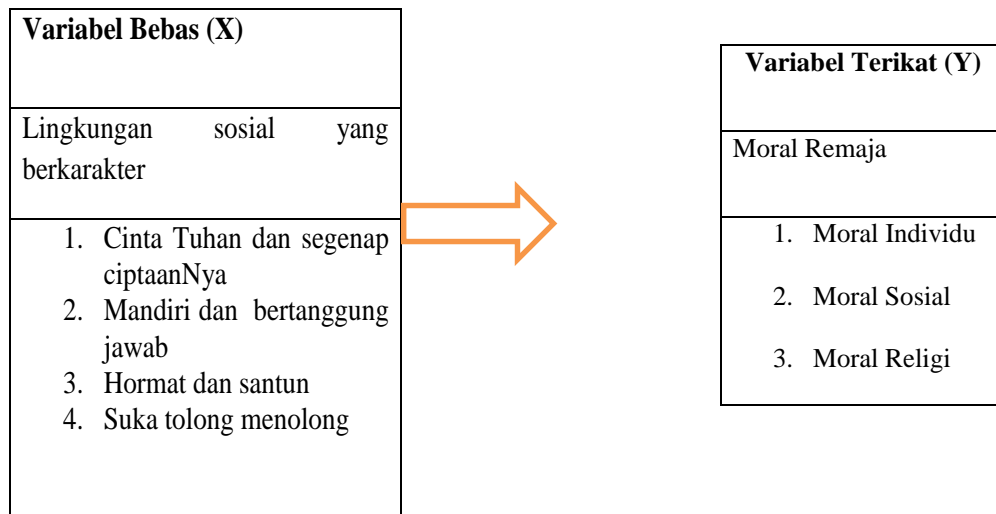 Variabel Bebas (X)
Lingkungan sosial yang
berkarakter
1. Cinta Tuhan dan segenap
ciptaanNya
2. Mandiri dan bertanggung
jawab
3. Hormat dan santun
4. Suka tolong menolong
Variabel Terikat (Y)
Moral Remaja
1. Moral Individu
2. Moral Sosial
3. Moral Religi